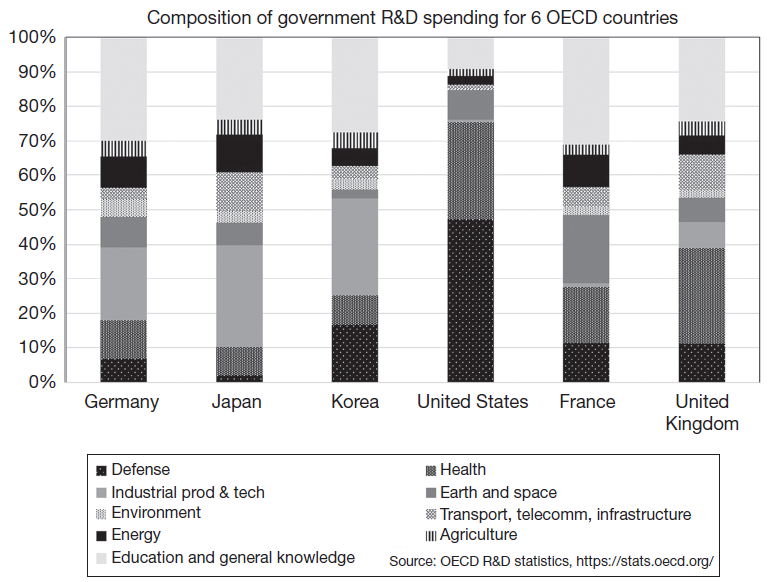 Composition of government R&D spending for 6 OECD countries
100%
90%
80%
70%
60%
50%
40%
30%
20%
10%
0%
Germany
Japan
Korea
United States
France
United
Kingdom
Defense
Health
Industrial prod & tech
Earth and space
Environment
Transport, telecomm, infrastructure
Energy
Agriculture
Education and general knowledge
Source: OECD R&D statistics, https://stats.oecd.org/